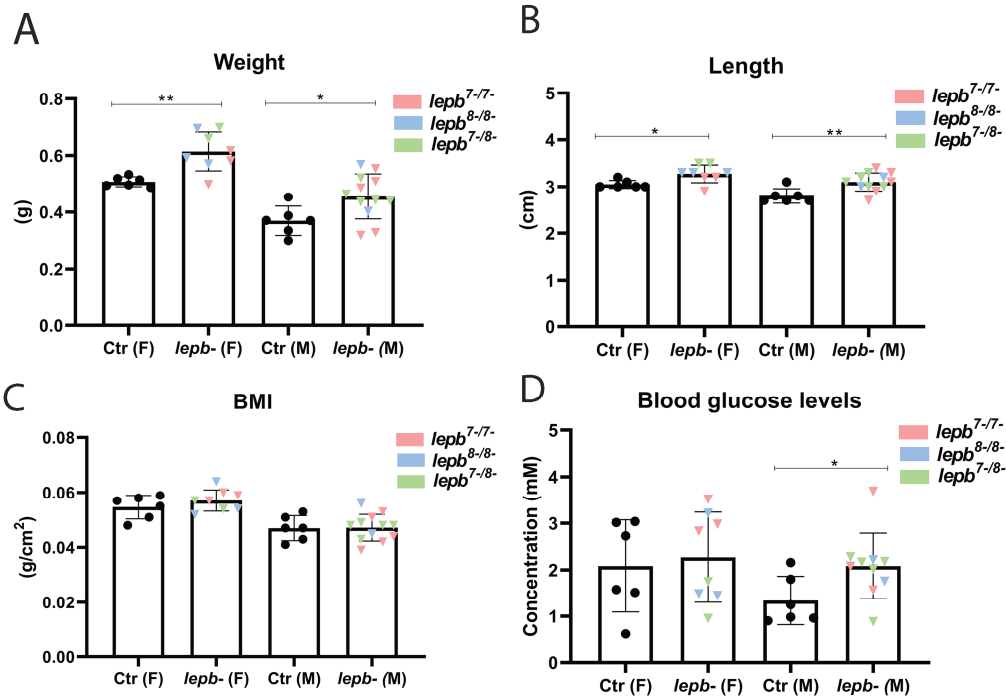 A
Weight
0.8
0.6
0.4
0.2
0.0
(g)
**
*
lepb7-/7-
lepb8-/8-
lepb7-/8-
Ctr (F)
lepb- (F)
Ctr (M)
lepb- (M)
B
Length
5
4
3
2
1
(cm)
*
**
lepb7-/7-
lepb8-/8-
lepb7-/8-
Ctr (F)
lepb- (F)
Ctr (M)
lepb- (M)
C
BMI
0.08
0.06
0.04
0.02
0.00
(g/cm2)
lepb7-/7-
lepb8-/8-
lepb7-/8-
Ctr (F)
lepb- (F)
Ctr (M)
lepb- (M)
D
Blood glucose levels
5
4
3
2
1
0
Concentration (mM)
*
lepb7-/7-
lepb8-/8-
lepb7-/8-
Ctr (F)
lepb- (F)
Ctr (M)
lepb- (M)